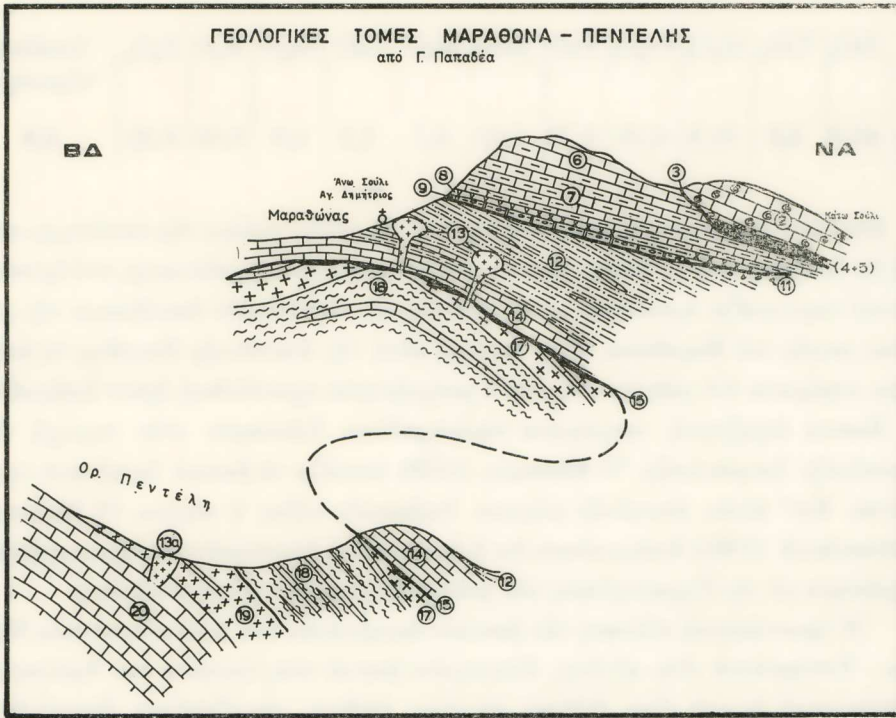 ΓΕΟΛΟΓΙΚΕΣ ΤΟΜΕΣ ΜΑΡΑΘΩΝΑ – ΠΕΝΤΕΛΗΣ
από Γ. Παπαδέα
ΒΔ
ΝΑ
Άνω Σούλι
Αγ. Δημήτριος
Μαραθώνας
9
8
6
7
3
2
Κάτω Σούλι
13
12
(4+5)
11
16
14
17
15
Ορ. Πεντέλη
13α
20
19
18
14
15
17
12